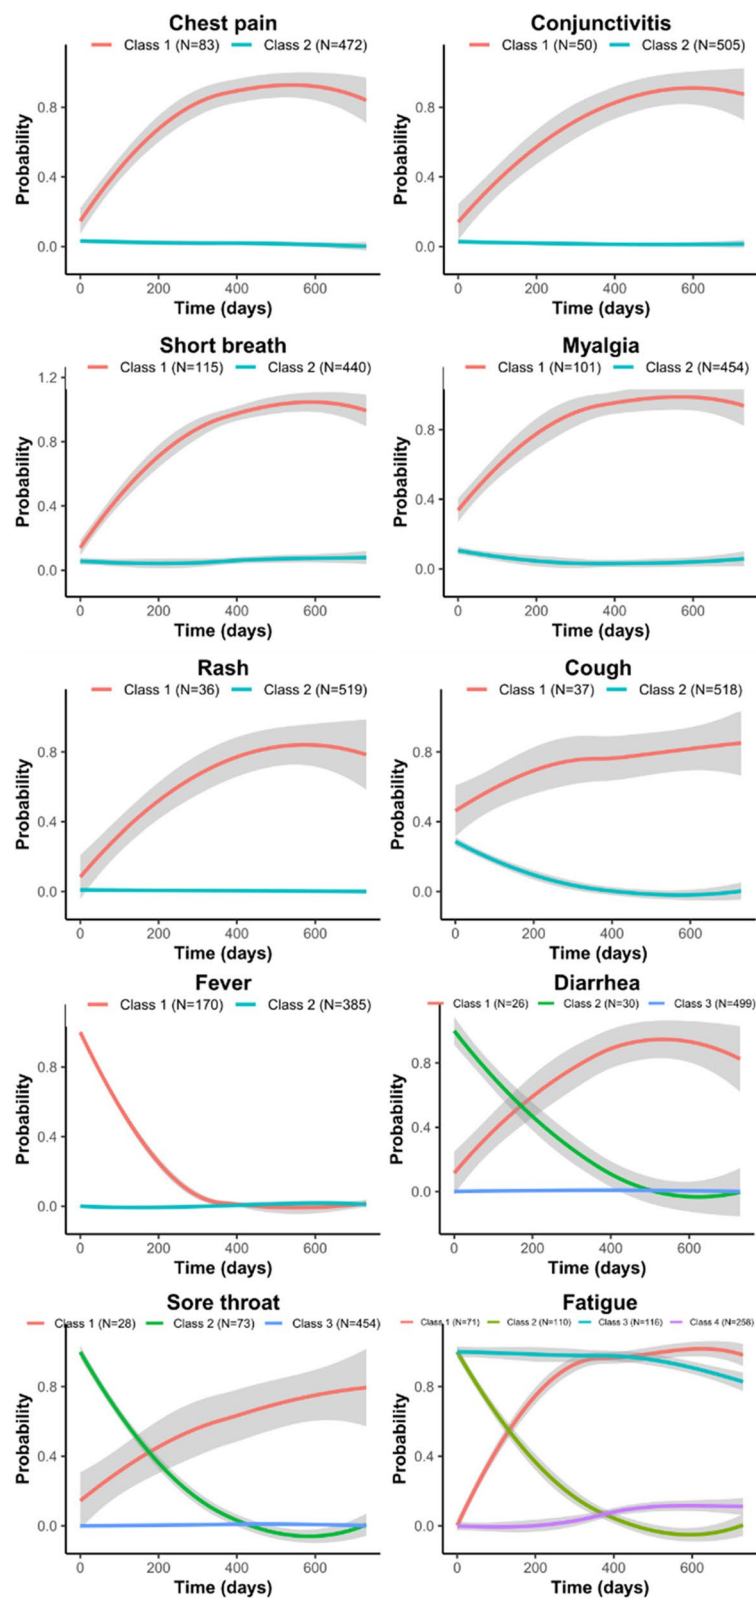 Chest pain
Class 1 (N=83) Class 2 (N=472)
Probability
0.8
0.4
0.0
0 200 400 600
Time (days)
Conjunctivitis
Class 1 (N=50) Class 2 (N=505)
Probability
0.8
0.4
0.0
0 200 400 600
Time (days)
Short breath
Class 1 (N=115) Class 2 (N=440)
Probability
1.2
0.8
0.4
0.0
0 200 400 600
Time (days)
Myalgia
Class 1 (N=101) Class 2 (N=454)
Probability
0.8
0.4
0.0
0 200 400 600
Time (days)
Rash
Class 1 (N=36) Class 2 (N=519)
Probability
0.8
0.4
0.0
0 200 400 600
Time (days)
Cough
Class 1 (N=37) Class 2 (N=518)
Probability
0.8
0.4
0.0
0 200 400 600
Time (days)
Fever
Class 1 (N=170) Class 2 (N=385)
Probability
0.8
0.4
0.0
0 200 400 600
Time (days)
Diarrhea
Class 1 (N=26) Class 2 (N=30) Class 3 (N=499)
Probability
0.8
0.4
0.0
0 200 400 600
Time (days)
Sore throat
Class 1 (N=28) Class 2 (N=73) Class 3 (N=454)
Probability
0.8
0.4
0.0
0 200 400 600
Time (days)
Fatigue
Class 1 (N=71) Class 2 (N=110) Class 3 (N=116) Class 4 (N=258)
Probability
0.8
0.4
0.0
0 200 400 600
Time (days)